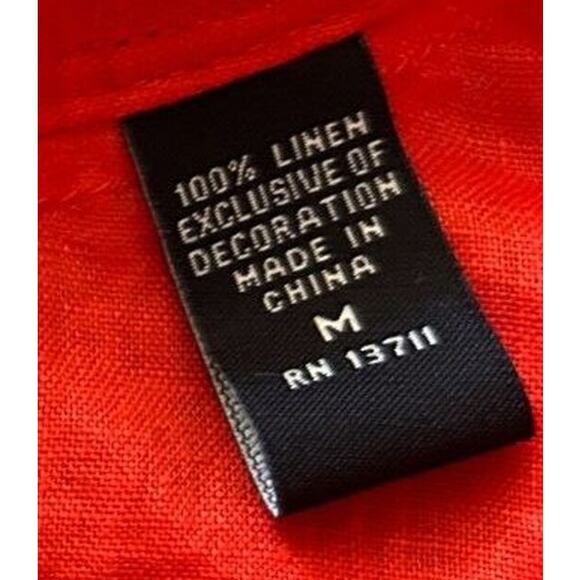 100% LINEN
EXCLUSIVE OF
DECORATION
MADE IN
CHINA
M
RN 13711